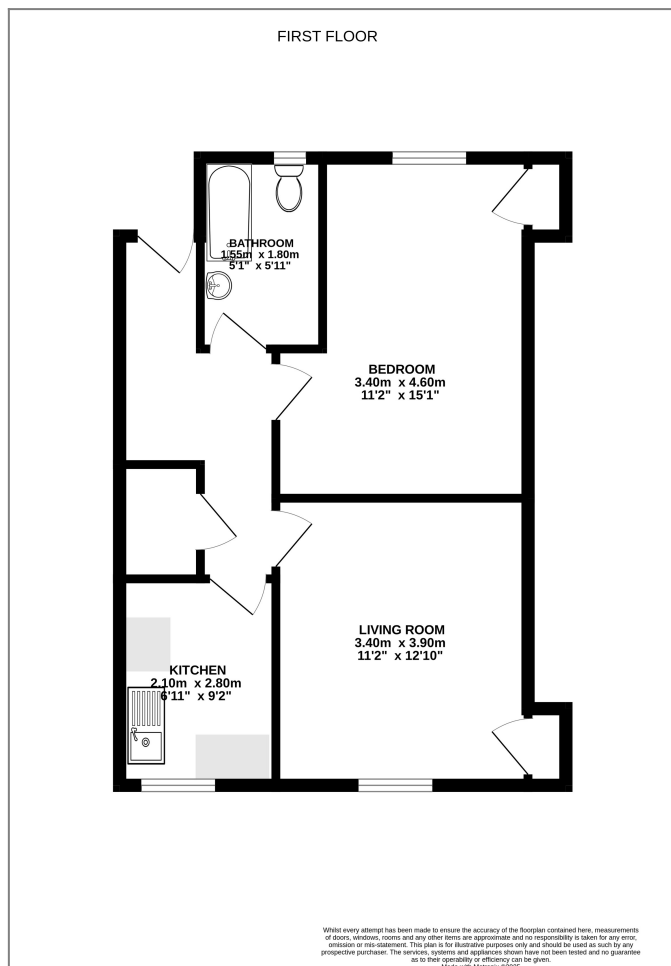 FIRST FLOOR
BATHROOM
1.55m x 1.80m
5'1" x 5'11"
BEDROOM
3.40m x 4.60m
11'2" x 15'1"
LIVING ROOM
3.40m x 3.90m
11'2" x 12'10"
KITCHEN
2.10m x 2.80m
6'11" x 9'2"
Whilst every attempt has been made to ensure the accuracy of the floorplan contained here, measurements
of doors, windows, rooms and any other items are approximate and no responsibility is taken for any error,
omission or mis-statement. This plan is for illustrative purposes only and should be used as such by any
prospective purchaser. The services, systems and appliances shown have not been tested and no guarantee
as to their operability or efficiency can be given.
Made with Metropix ©2025